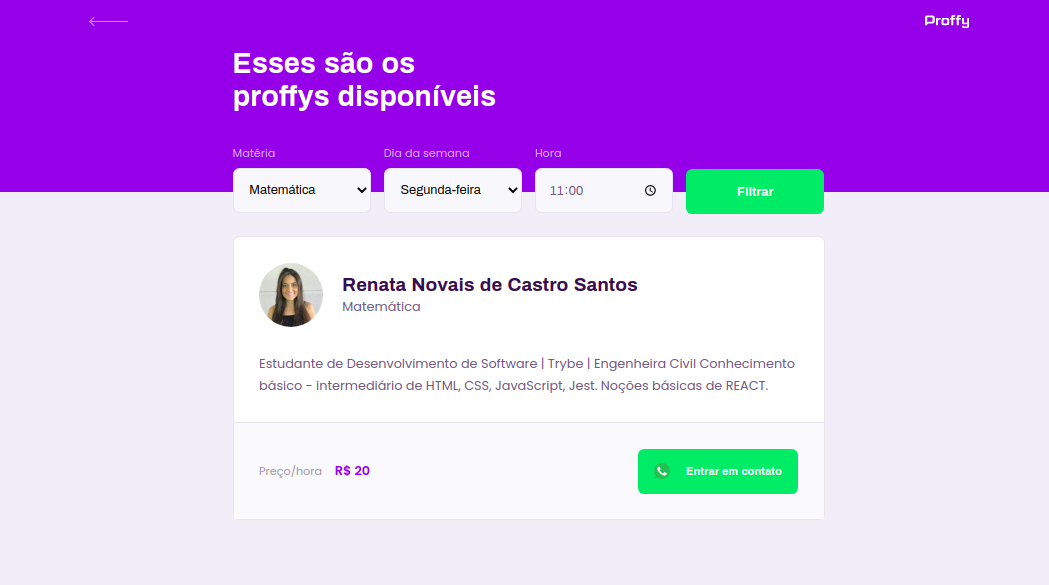 Proffy
Esses são os
proffys disponíveis
Matéria
Dia da semana
Hora
Matemática
Segunda-feira
11:00
Filtrar
Renata Novais de Castro Santos
Matemática
Estudante de Desenvolvimento de Software | Trybe | Engenheira Civil Conhecimento
básico - intermediário de HTML, CSS, JavaScript, Jest. Noções básicas de REACT.
Preço/hora R$ 20
Entrar em contato